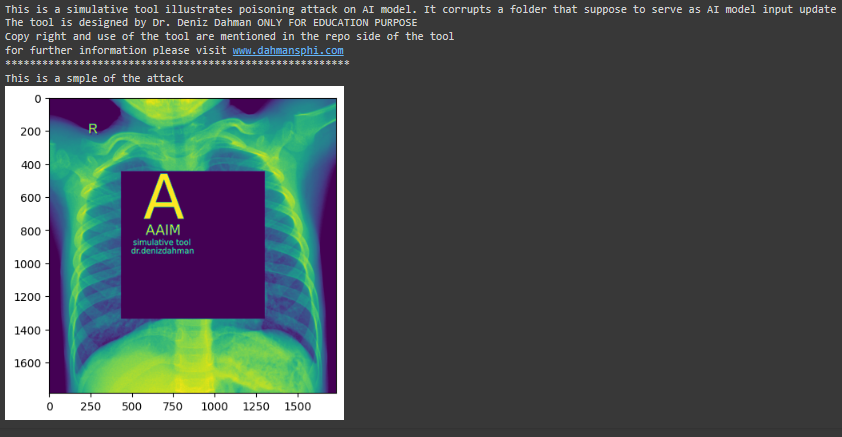 This is a simulative tool illustrates poisoning attack on AI model. It corrupts a folder that suppose to serve as AI model input update
The tool is designed by Dr. Deniz Dahman ONLY FOR EDUCATION PURPOSE
Copy right and use of the tool are mentioned in the repo side of the tool
for further information please visit www.dahmansphi.com
********************************************************
This is a smple of the attack
0
R
200
400
A
600
AAIM
800
simulative tool
dr.denizdahman
1000
1200
1400
1600
0 250 500 750 1000 1250 1500